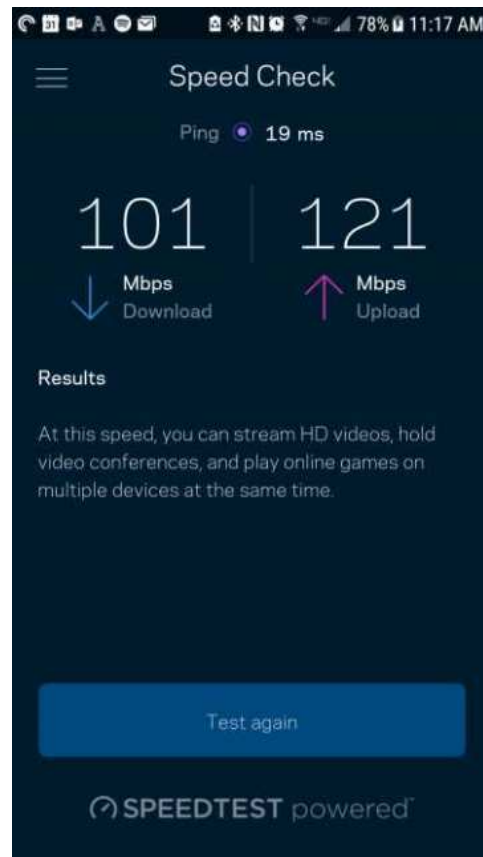 31 78% 11:17 AM
Speed Check
Ping 19 ms
101 121
Mbps Mbps
Download Upload
Results
At this speed, you can stream HD videos, hold
video conferences, and play online games on
multiple devices at the same time.
Test again
SPEEDTEST powered™